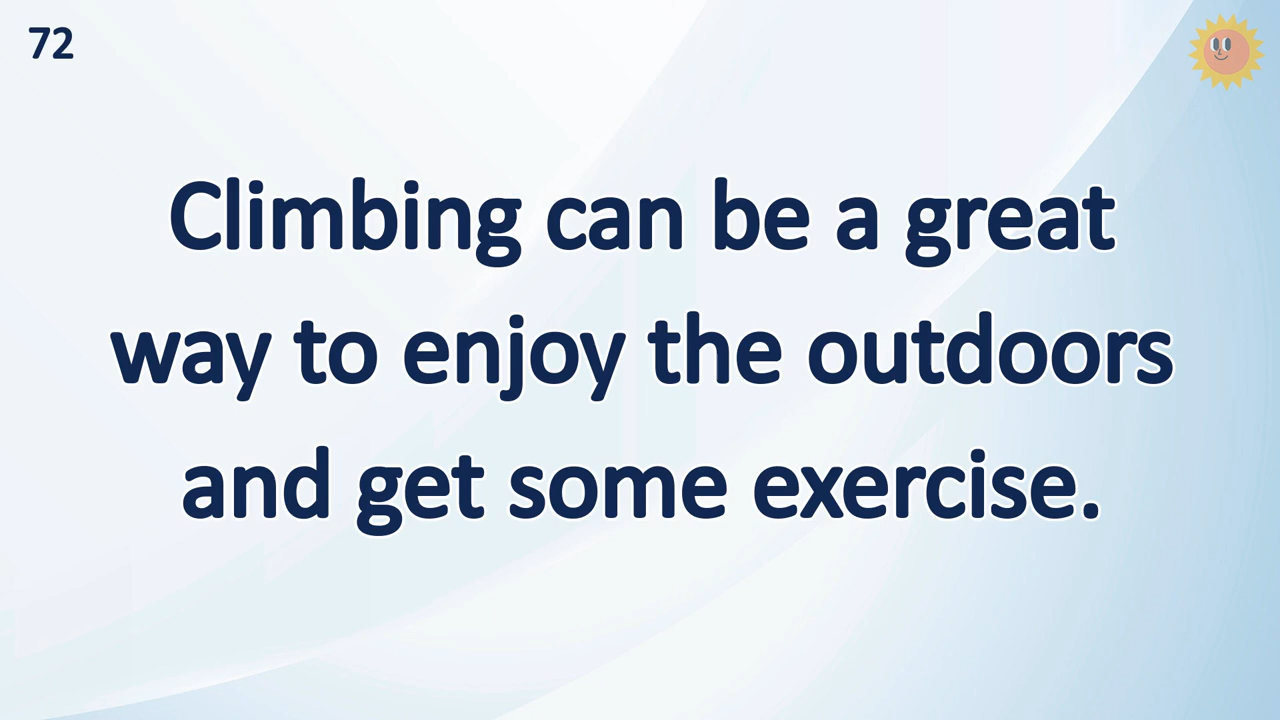 72
Climbing can be a great
way to enjoy the outdoors
and get some exercise.